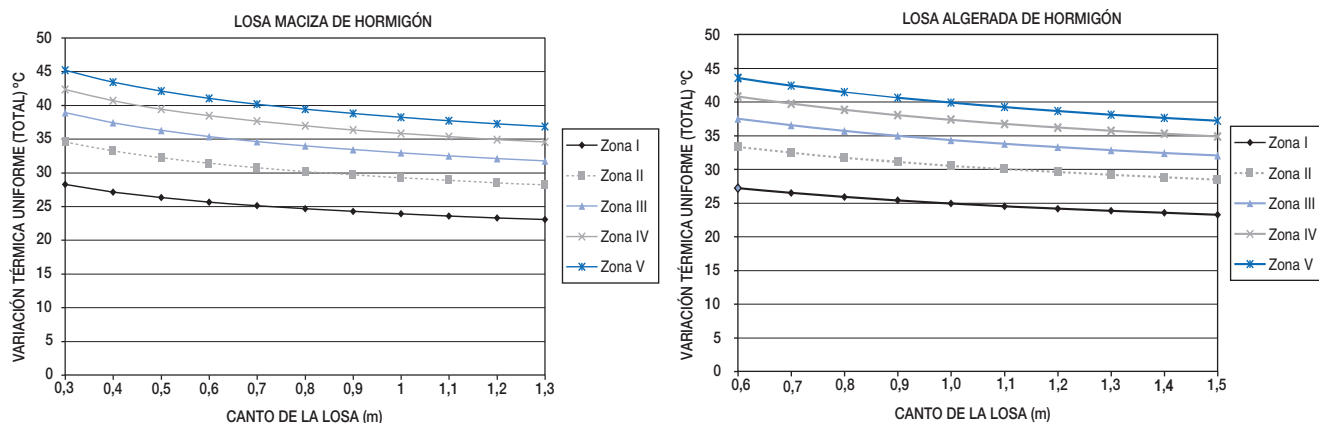 LOSA MACIZA DE HORMIGÓN
VARIACIÓN TÉRMICA UNIFORME (TOTAL) ºC
50
45
40
35
30
25
20
15
10
5
0
0,3 0,4 0,5 0,6 0,7 0,8 0,9 1 1,1 1,2 1,3
CANTO DE LA LOSA (m)
Zona I
Zona II
Zona III
Zona IV
Zona V
LOSA ALGERADA DE HORMIGÓN
VARIACIÓN TÉRMICA UNIFORME (TOTAL) ºC
50
45
40
35
30
25
20
15
10
5
0
0,6 0,7 0,8 0,9 1,0 1,1 1,2 1,3 1,4 1,5
CANTO DE LA LOSA (m)
Zona I
Zona II
Zona III
Zona IV
Zona V